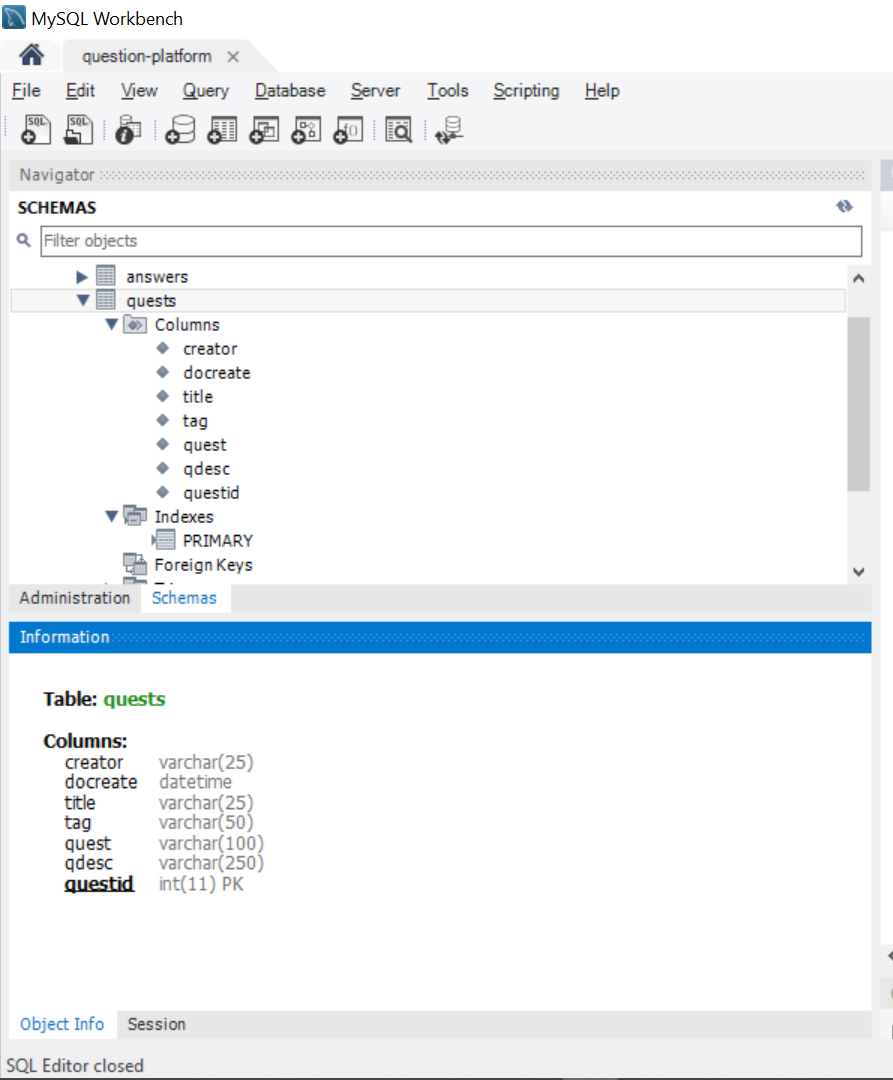 MySQL Workbench
question-platform
File Edit View Query Database Server Tools Scripting Help
SQL SQL
Navigator
SCHEMAS
Filter objects
answers
quests
Columns
creator
docreate
title
tag
quest
qdesc
questid
Indexes
PRIMARY
Foreign Keys
Administration Schemas
Information
Table: quests
Columns:
creator varchar(25)
docreate datetime
title varchar(25)
tag varchar(50)
quest varchar(100)
qdesc varchar(250)
questid int(11) PK
Object Info Session
SQL Editor closed